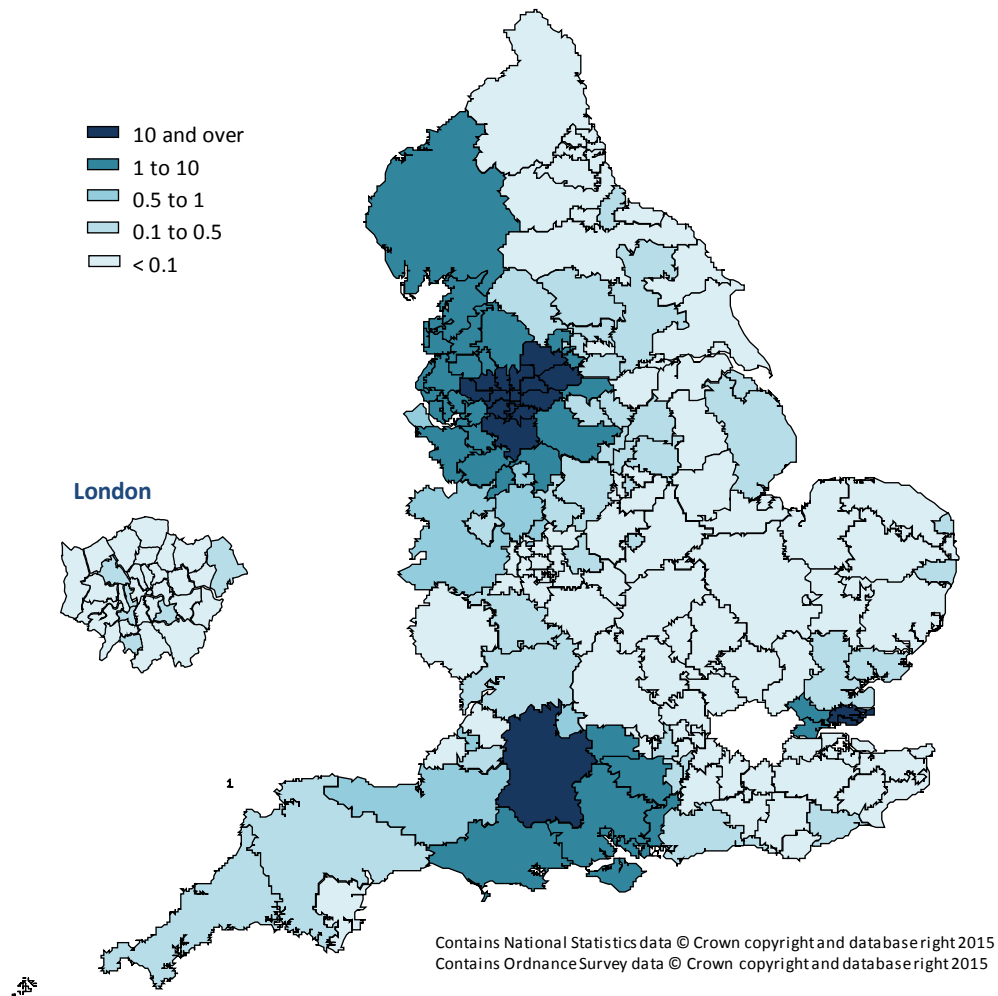 10 and over
1 to 10
0.5 to 1
0.1 to 0.5
< 0.1
London
1
Contains National Statistics data © Crown copyright and database right 2015
Contains Ordnance Survey data © Crown copyright and database right 2015